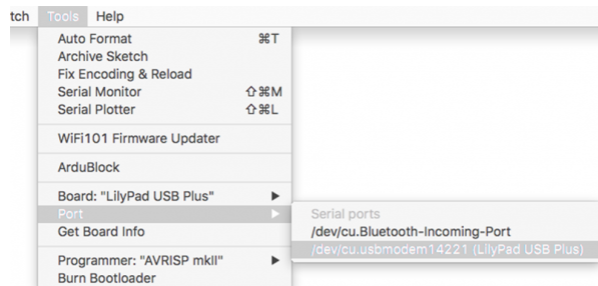 tch Tools Help
Auto Format ⌘T
Archive Sketch
Fix Encoding & Reload
Serial Monitor ⇧⌘M
Serial Plotter ⇧⌘L
WiFi101 Firmware Updater
ArduBlock
Board: "LilyPad USB Plus" ▶
Port ▶
Serial ports
Get Board Info
/dev/cu.Bluetooth-Incoming-Port
/dev/cu.usbmodem14221 (LilyPad USB Plus)
Programmer: "AVRISP mkII" ▶
Burn Bootloader